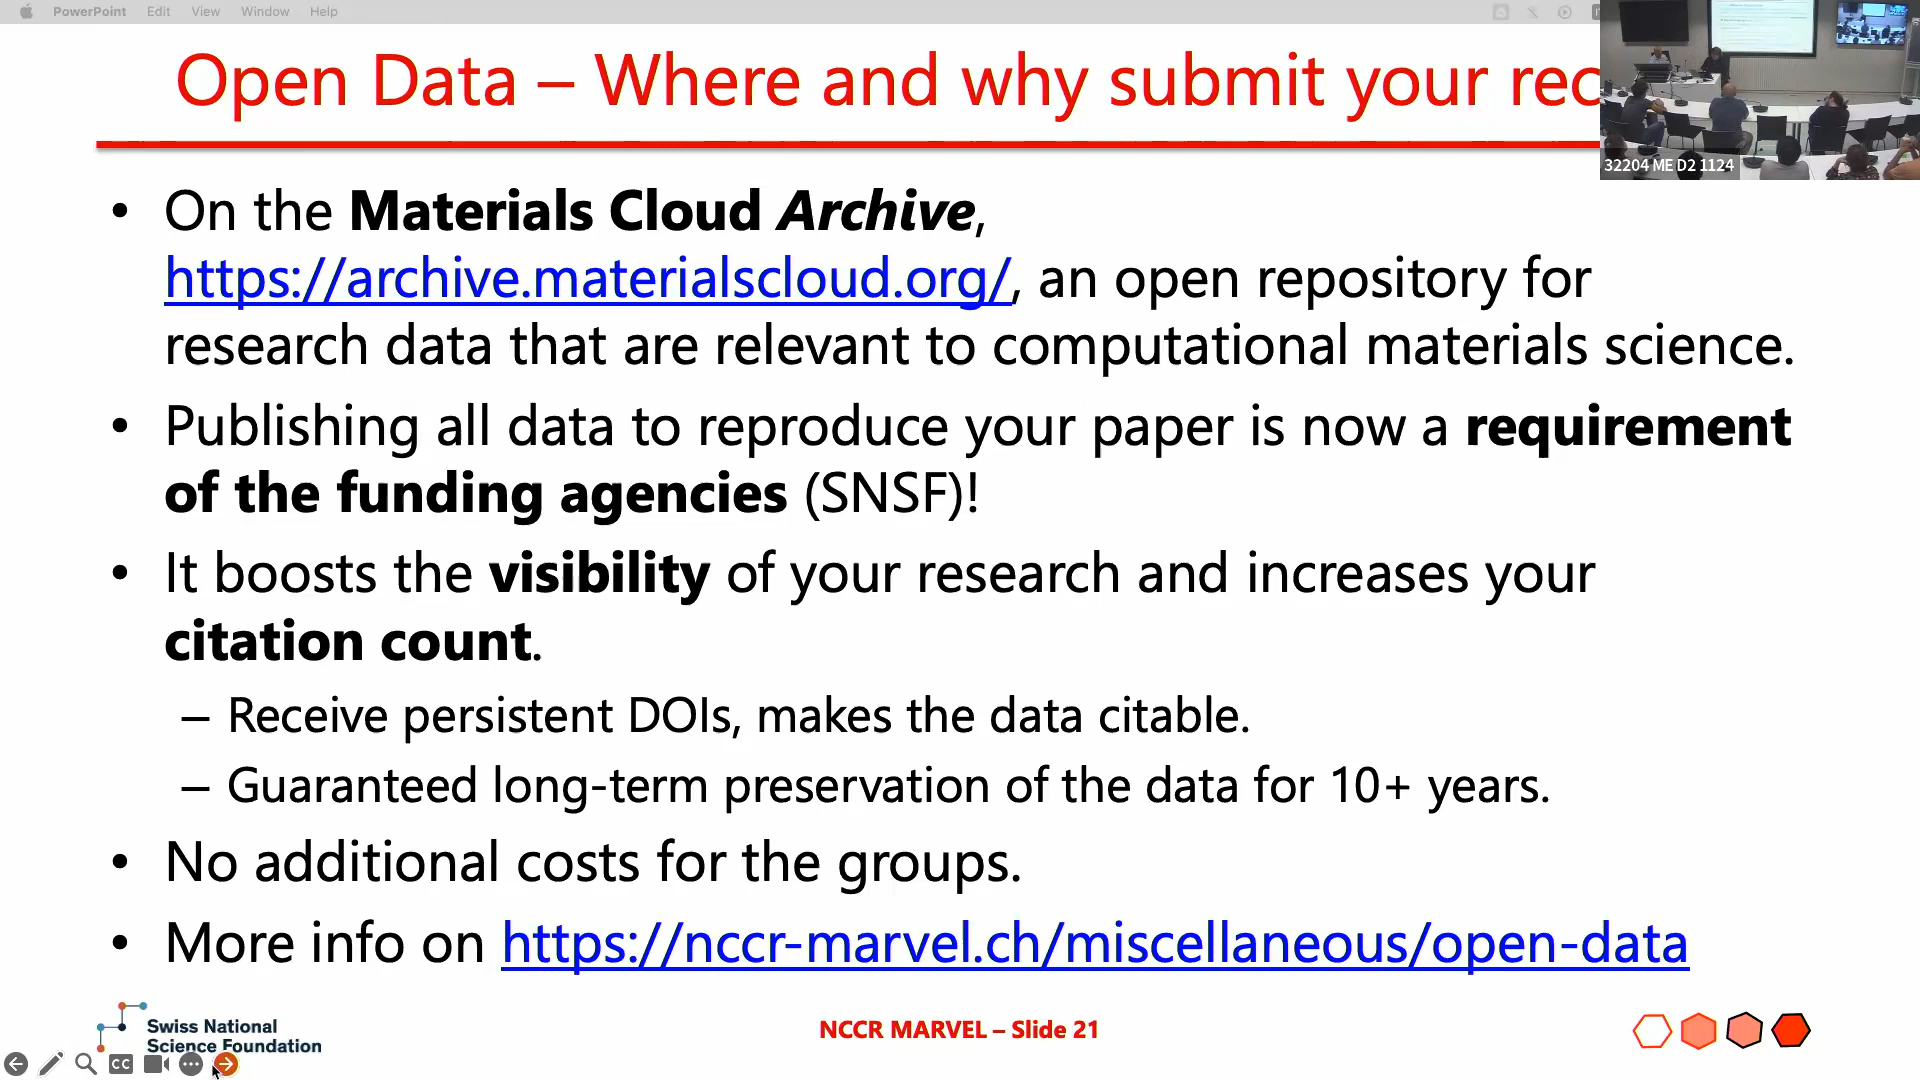 PowerPoint Edit View Window Help
Open Data – Where and why submit your rec
32204 ME D2 1124
• On the Materials Cloud Archive,
https://archive.materialscloud.org/, an open repository for
research data that are relevant to computational materials science.
• Publishing all data to reproduce your paper is now a requirement
of the funding agencies (SNSF)!
• It boosts the visibility of your research and increases your
citation count.
– Receive persistent DOIs, makes the data citable.
– Guaranteed long-term preservation of the data for 10+ years.
• No additional costs for the groups.
• More info on https://nccr-marvel.ch/miscellaneous/open-data
Swiss National
Science Foundation
NCCR MARVEL – Slide 21
CC